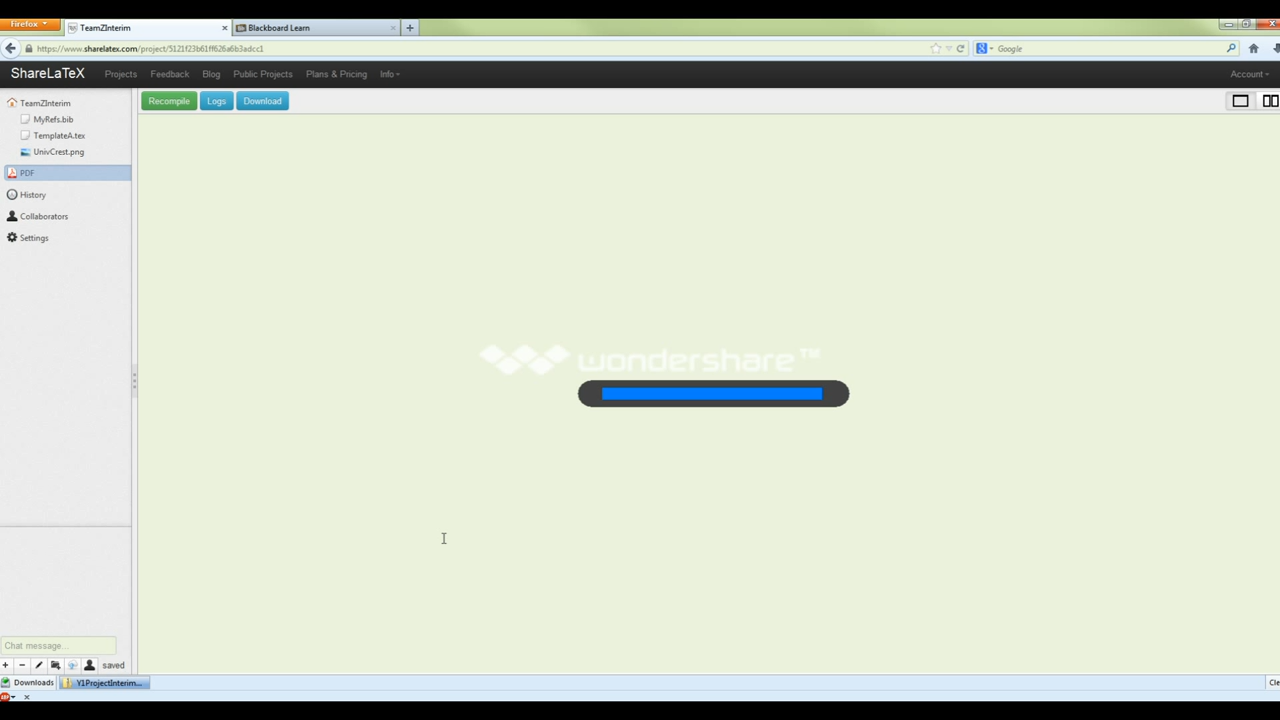 Firefox
TeamZInterim
Blackboard Learn
https://www.sharelatex.com/project/5121f23b61ff626a6b3adcc1
Google
ShareLaTeX
Projects
Feedback
Blog
Public Projects
Plans & Pricing
Info
Account
TeamZInterim
MyRefs.bib
TemplateA.tex
UnivCrest.png
PDF
History
Collaborators
Settings
Recompile
Logs
Download
wondershare™
Chat message...
saved
Downloads
Y1ProjectInterim...
Cle